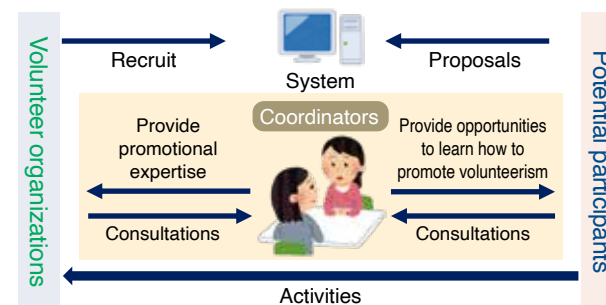 Volunteer organizations
Recruit
System
Proposals
Potential participants
Coordinators
Provide
promotional
expertise
Provide opportunities
to learn how to
promote volunteerism
Consultations
Consultations
Activities